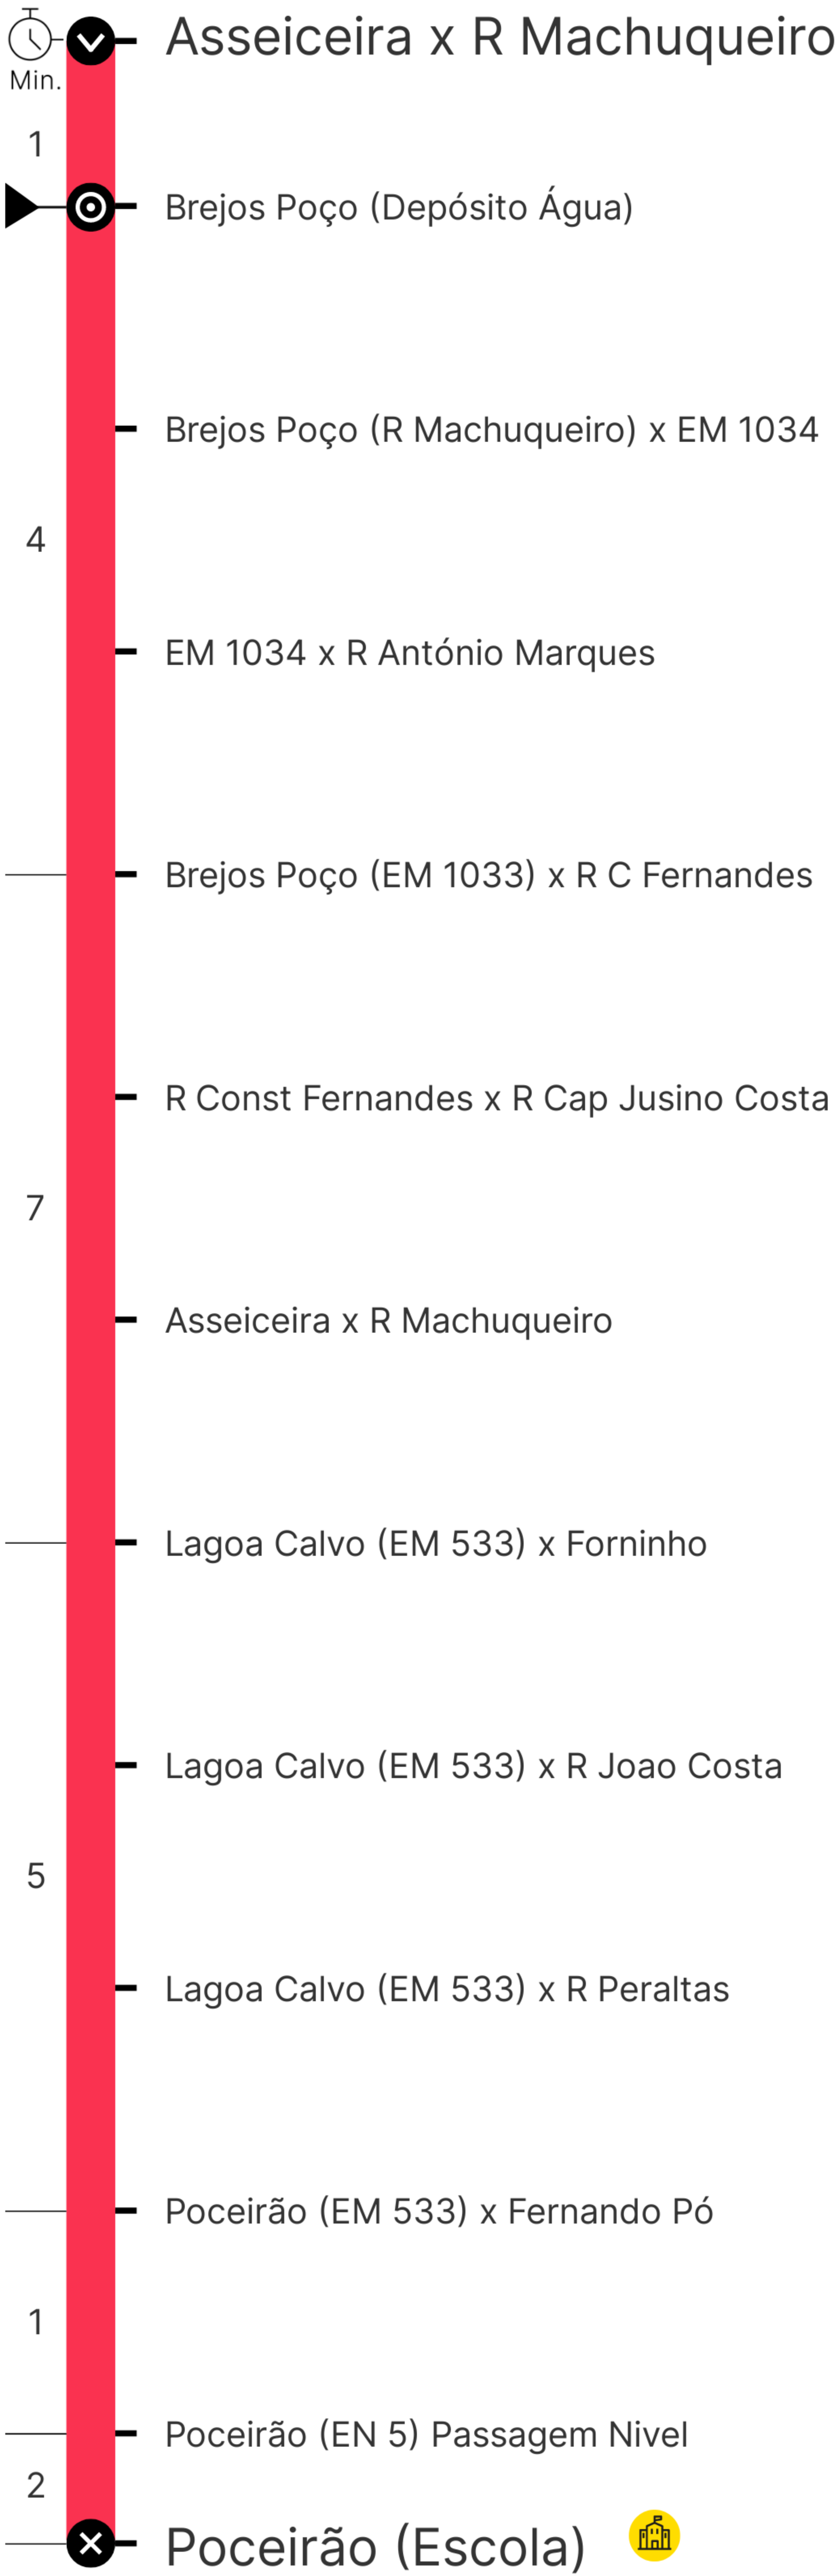 Asseiceira x R Machuqueiro
Min.
1
Brejos Poço (Depósito Água)
Brejos Poço (R Machuqueiro) x EM 1034
4
EM 1034 x R António Marques
Brejos Poço (EM 1033) x R C Fernandes
R Const Fernandes x R Cap Jusino Costa
7
Asseiceira x R Machuqueiro
Lagoa Calvo (EM 533) x Forninho
Lagoa Calvo (EM 533) x R Joao Costa
5
Lagoa Calvo (EM 533) x R Peraltas
Poceirão (EM 533) x Fernando Pó
1
Poceirão (EN 5) Passagem Nivel
2
Poceirão (Escola)